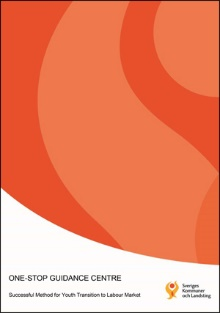 ONE-STOP GUIDANCE CENTRE
Successful Method for Youth Transition to Labour Market
Sveriges
Kommuner
och Landsting